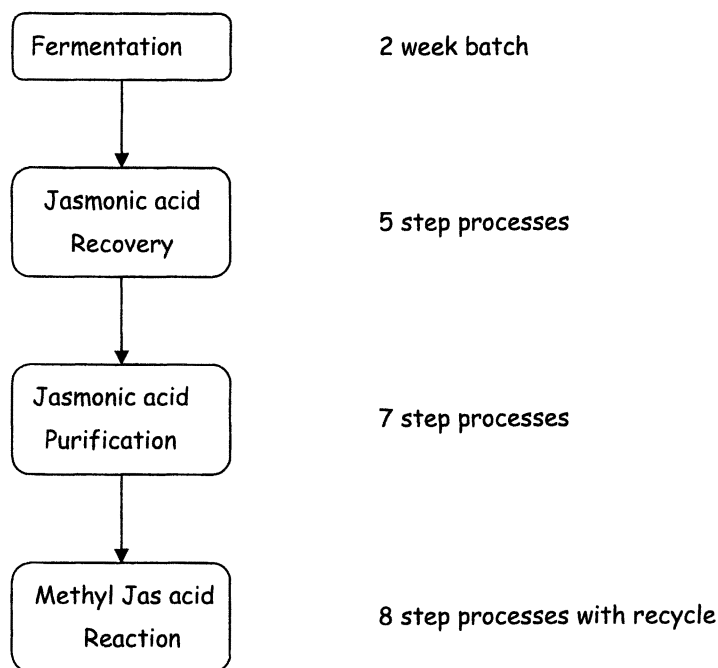 Fermentation
2 week batch
Jasmonic acid
Recovery
5 step processes
Jasmonic acid
Purification
7 step processes
Methyl Jas acid
Reaction
8 step processes with recycle